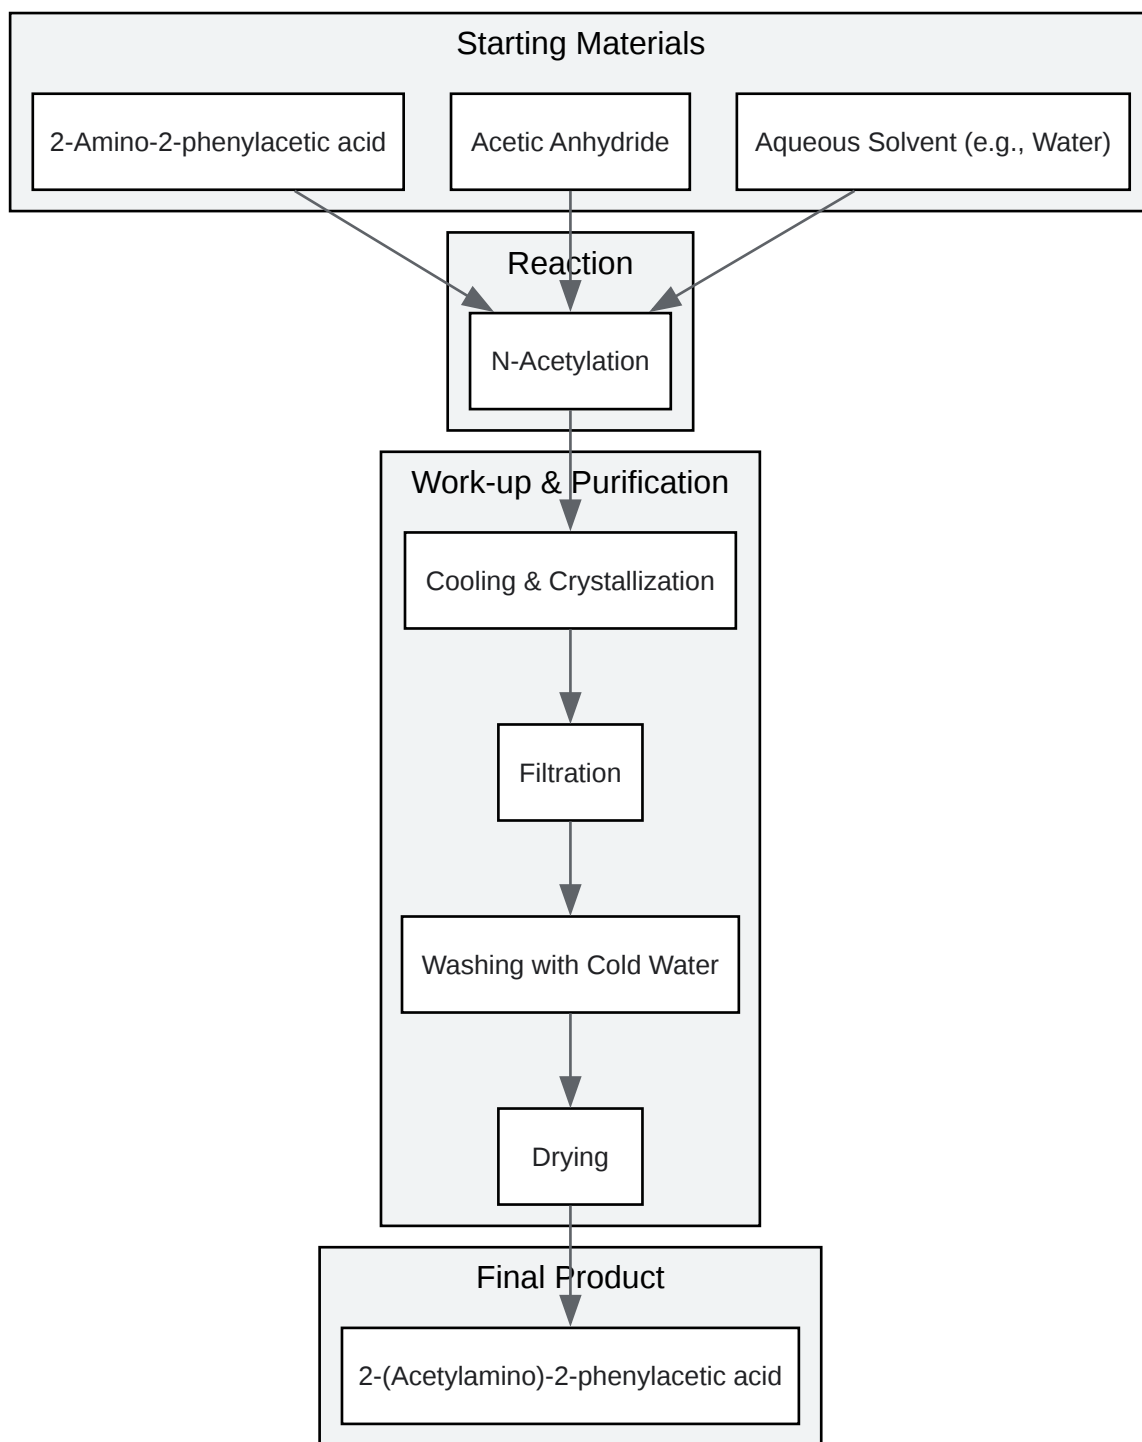 Starting Materials
2-Amino-2-phenylacetic acid
Acetic Anhydride
Aqueous Solvent (e.g., Water)
Reaction
N-Acetylation
Work-up & Purification
Cooling & Crystallization
Filtration
Washing with Cold Water
Drying
Final Product
2-(Acetylamino)-2-phenylacetic acid